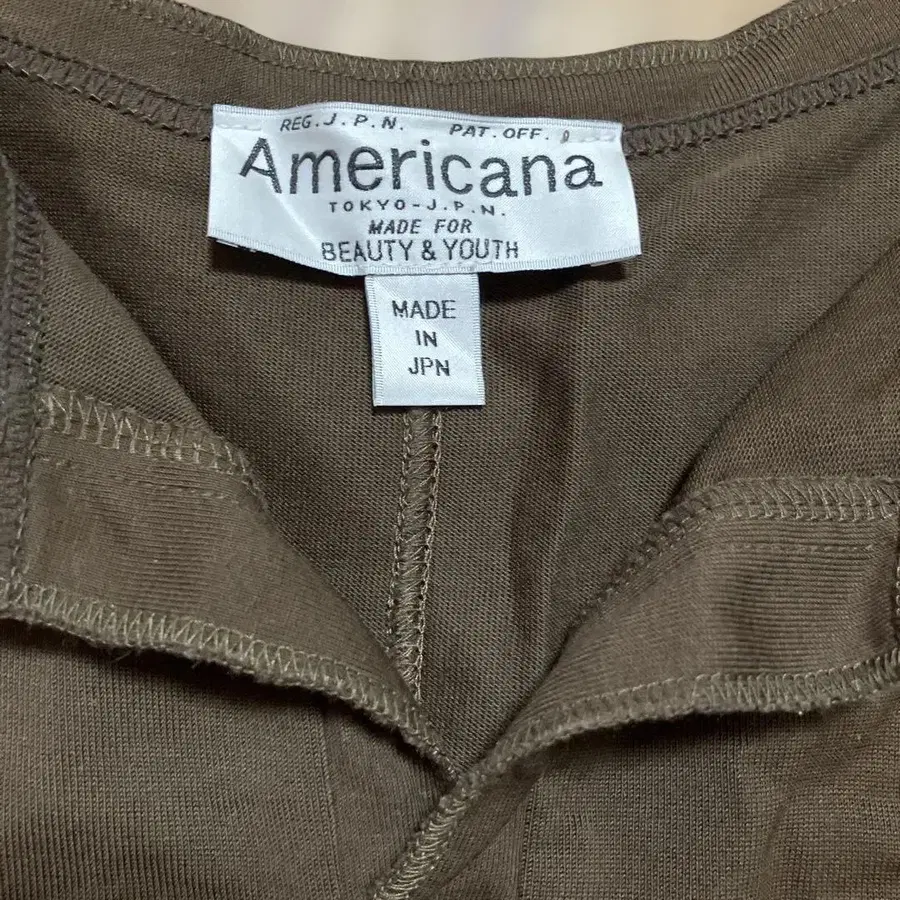 REG. J. P. N. PAT. OFF.
Americana
TOKYO-J.P.N.
MADE FOR
BEAUTY & YOUTH
MADE
IN
JPN